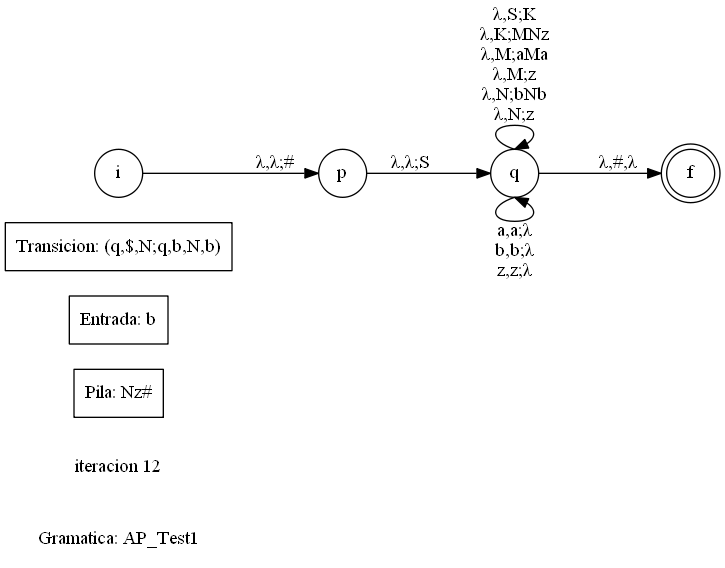 λ,S;K
λ,K;MNz
λ,M;aMa
λ,M;z
λ,N;bNb
λ,N;z
i
λ,λ;#
p
λ,λ;S
q
λ,#,λ
f
a,a;λ
b,b;λ
z,z;λ
Transicion: (q,$,N;q,b,N,b)
Entrada: b
Pila: Nz#
iteracion 12
Gramatica: AP_Test1